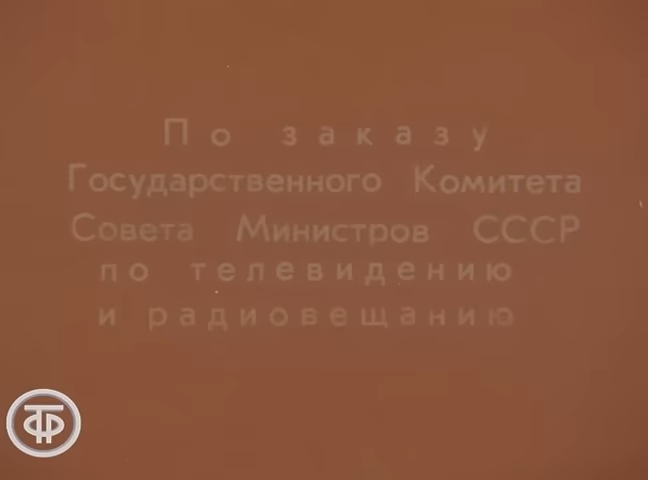 По заказу
Государственного Комитета
Совета Министров СССР
по телевидению
и радиовещанию